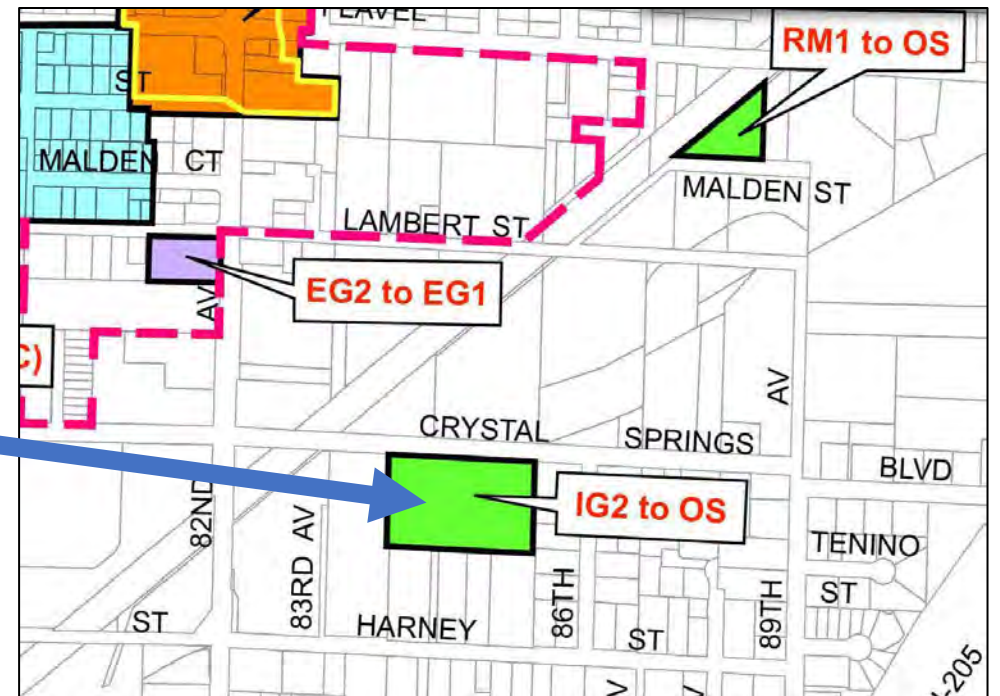 FLAVEL
RM1 to OS
ST
MALDEN CT
MALDEN ST
LAMBERT ST
EG2 to EG1
AV
C)
AV
CRYSTAL SPRINGS BLVD
82ND
83RD AV
IG2 to OS
TENINO
ST
86TH
89TH
ST
HARNEY
ST
-205